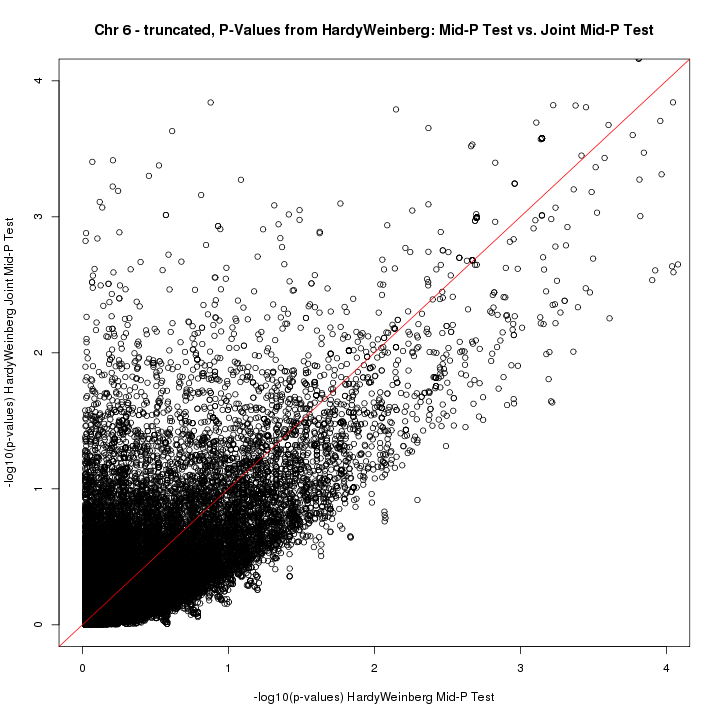 Chr 6 - truncated, P-Values from HardyWeinberg: Mid-P Test vs. Joint Mid-P Test
-log10(p-values) HardyWeinberg Joint Mid-P Test
4
3
2
1
0
0 1 2 3 4
-log10(p-values) HardyWeinberg Mid-P Test